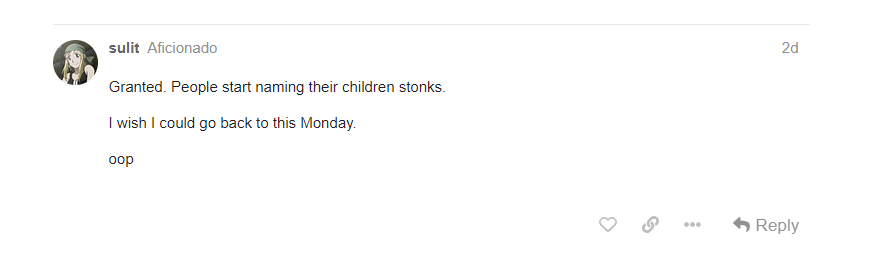 sulit Aficionado 2d
Granted. People start naming their children stonks.
I wish I could go back to this Monday.
oop
Reply